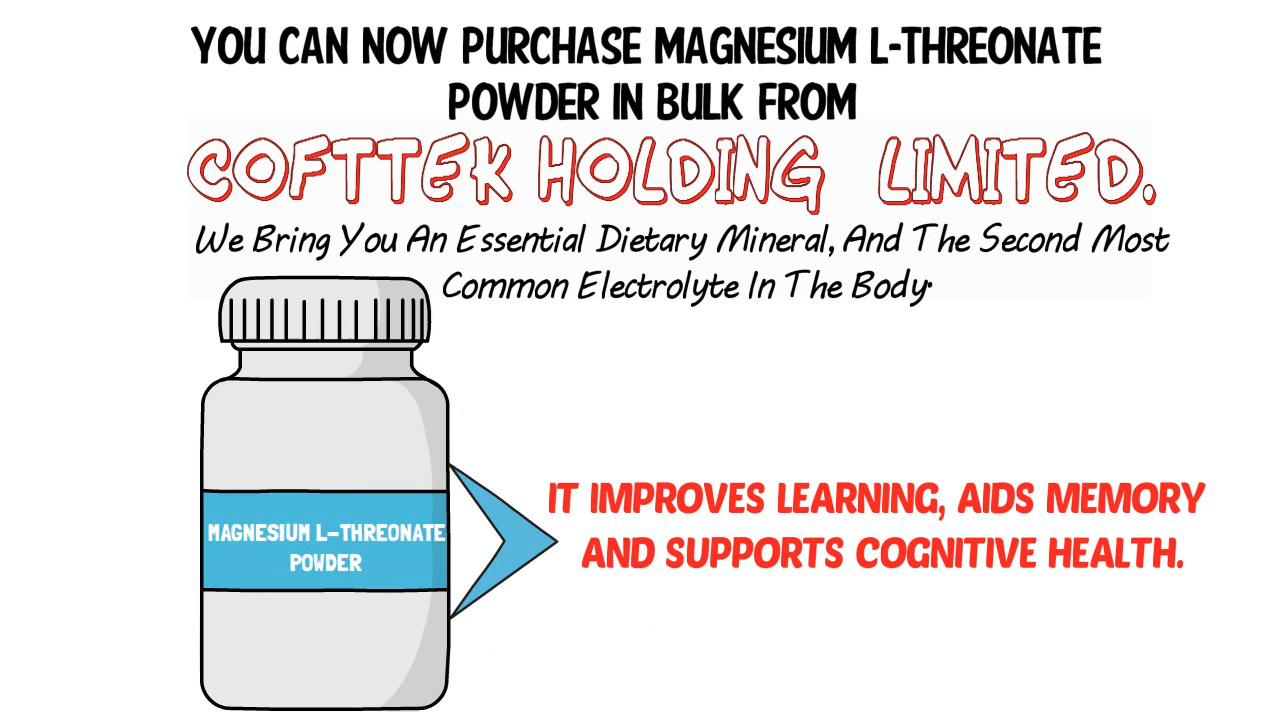 YOU CAN NOW PURCHASE MAGNESIUM L-THREONATE
POWDER IN BULK FROM
COFTTEK HOLDING LIMITED.
We Bring You An Essential Dietary Mineral, And The Second Most
Common Electrolyte In The Body.
IT IMPROVES LEARNING, AIDS MEMORY
AND SUPPORTS COGNITIVE HEALTH.
MAGNESIUM L-THREONATE
POWDER